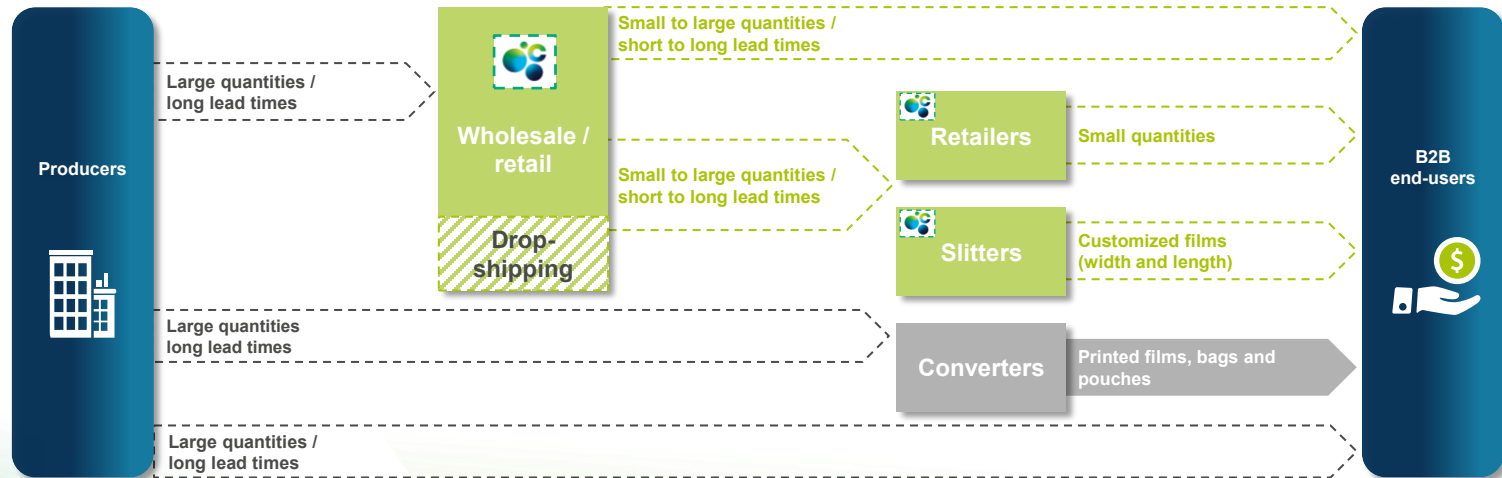 Producers
Large quantities /
long lead times
Wholesale /
retail
Drop-
shipping
Small to large quantities /
short to long lead times
Small to large quantities /
short to long lead times
Retailers
Small quantities
Slitters
Customized films
(width and length)
Large quantities
long lead times
Converters
Printed films, bags and
pouches
Large quantities /
long lead times
B2B
end-users
$